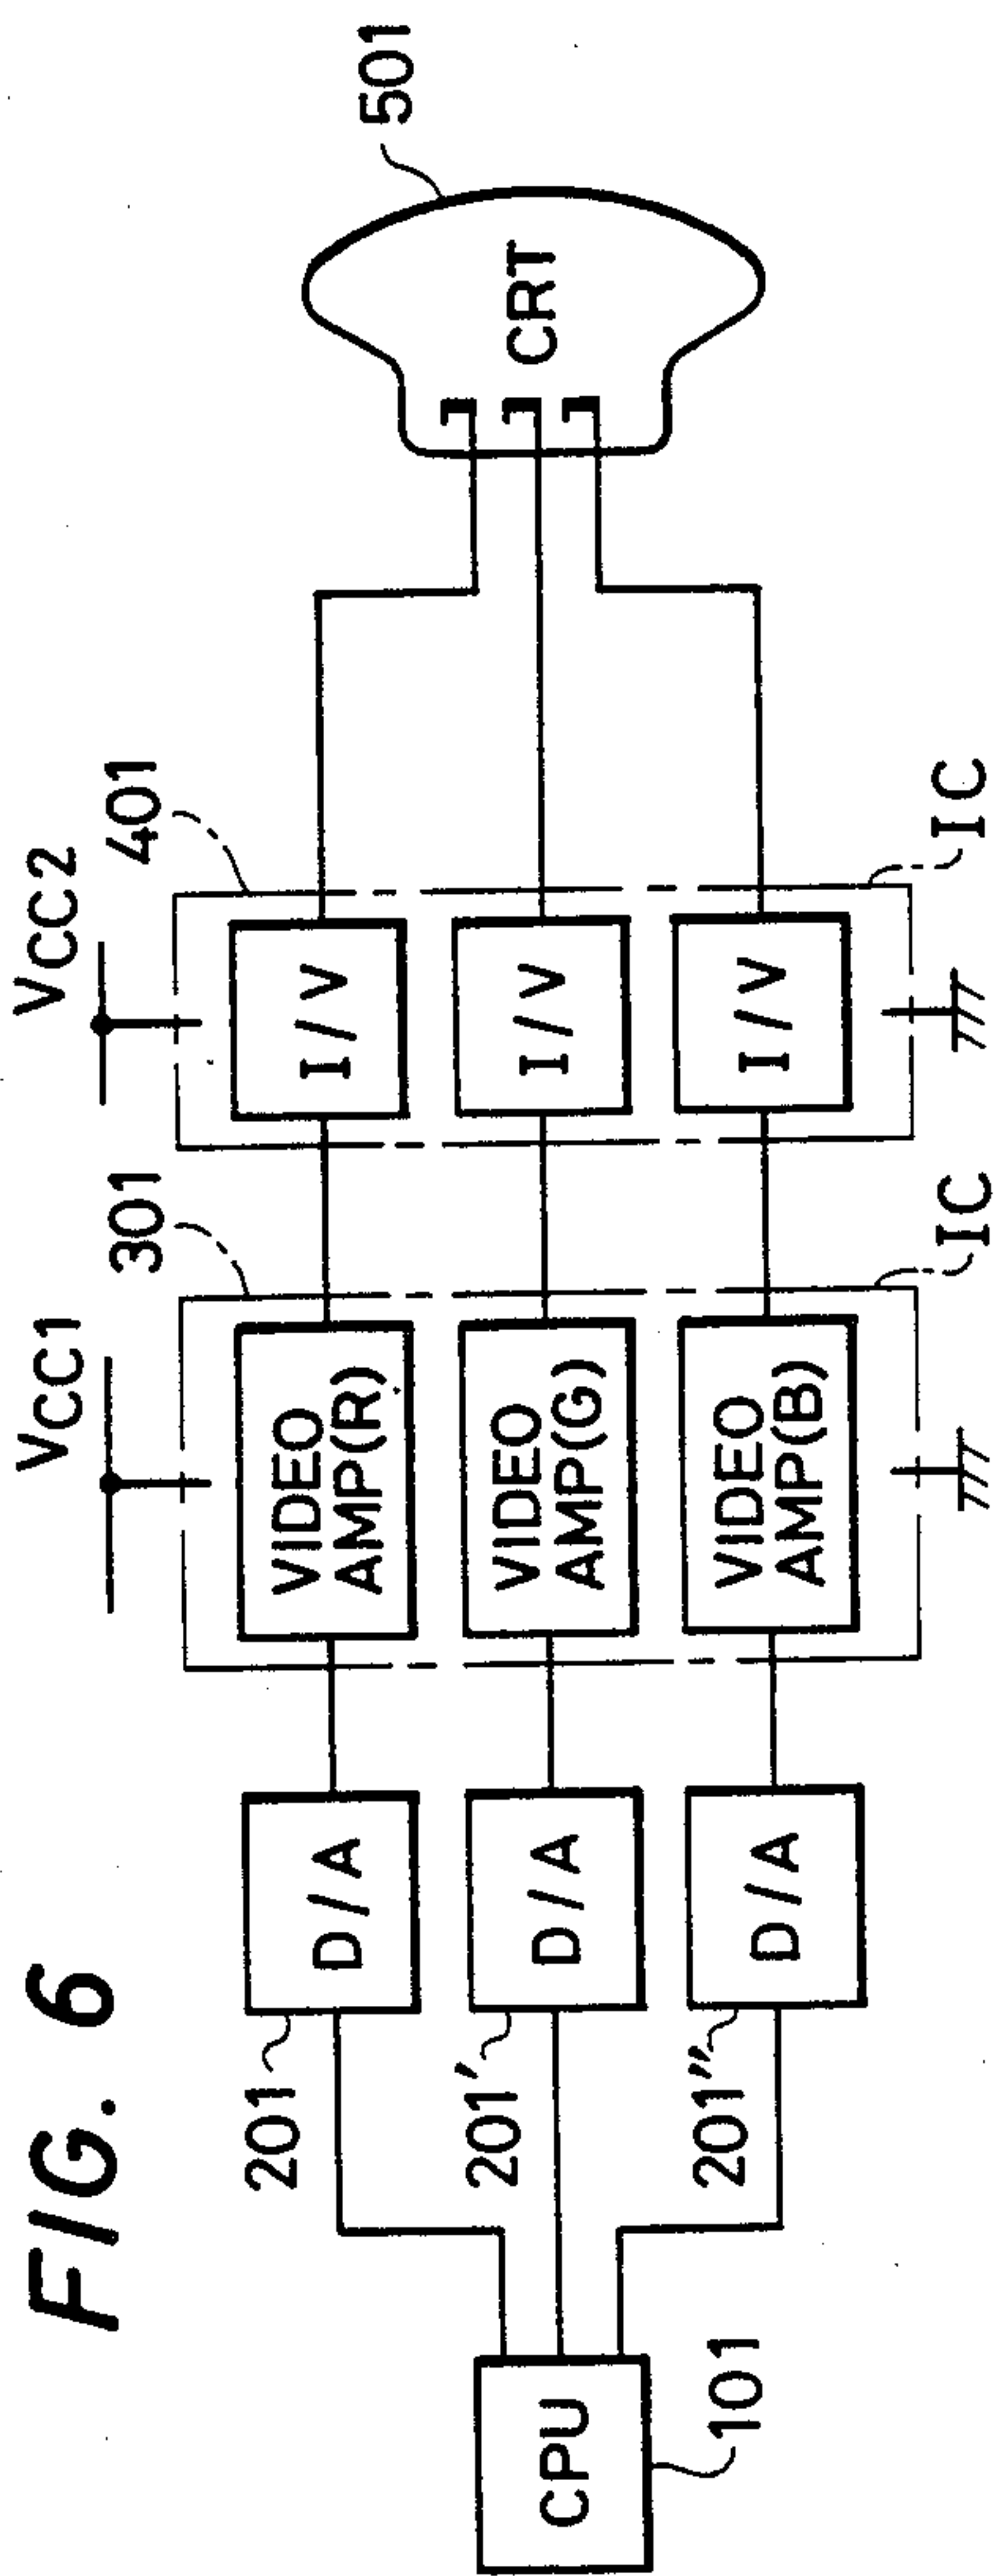 FIG. 6
VCC1
VCC2
301
401
501
201
D/A
VIDEO
AMP(R)
I/V
201'
D/A
VIDEO
AMP(G)
I/V
CRT
CPU
201"
D/A
VIDEO
AMP(B)
I/V
101
IC
IC